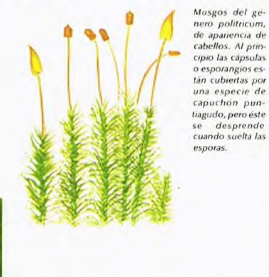 Musgos del gé-
nero politricum,
de apariencia de
cabellos. Al prin-
cipio las cápsulas
o esporangios es-
tán cubiertas por
una especie de
capuchón pun-
tiagudo, pero éste
se desprende
cuando suelta las
esporas.